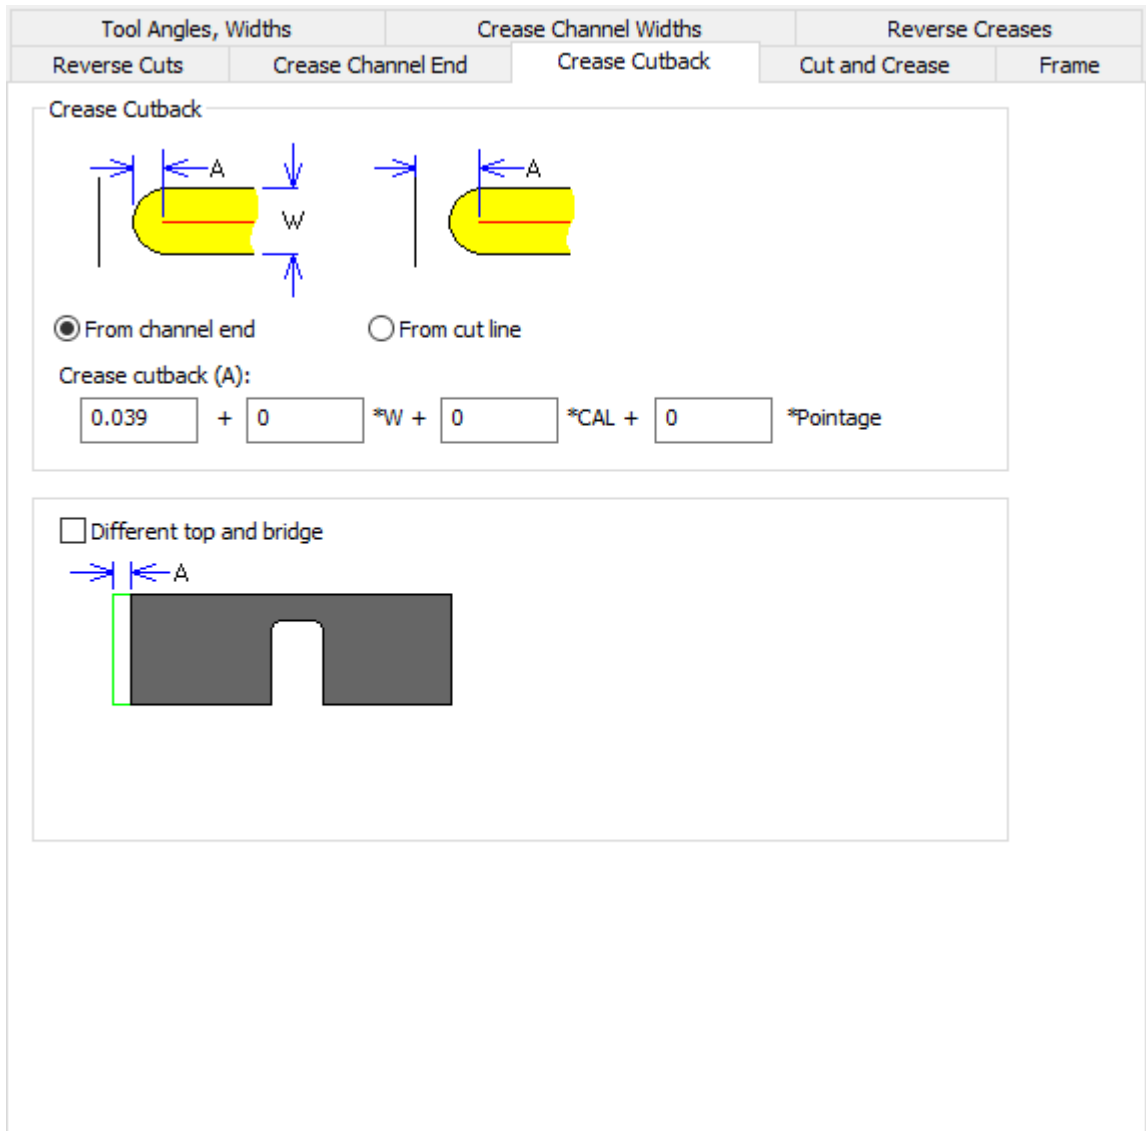 Tool Angles, Widths Crease Channel Widths Reverse Creases
Reverse Cuts Crease Channel End Crease Cutback Cut and Crease Frame
Crease Cutback
A A
W
From channel end From cut line
Crease cutback (A):
0.039 + 0 *W + 0 *CAL + 0 *Pointage
Different top and bridge
A